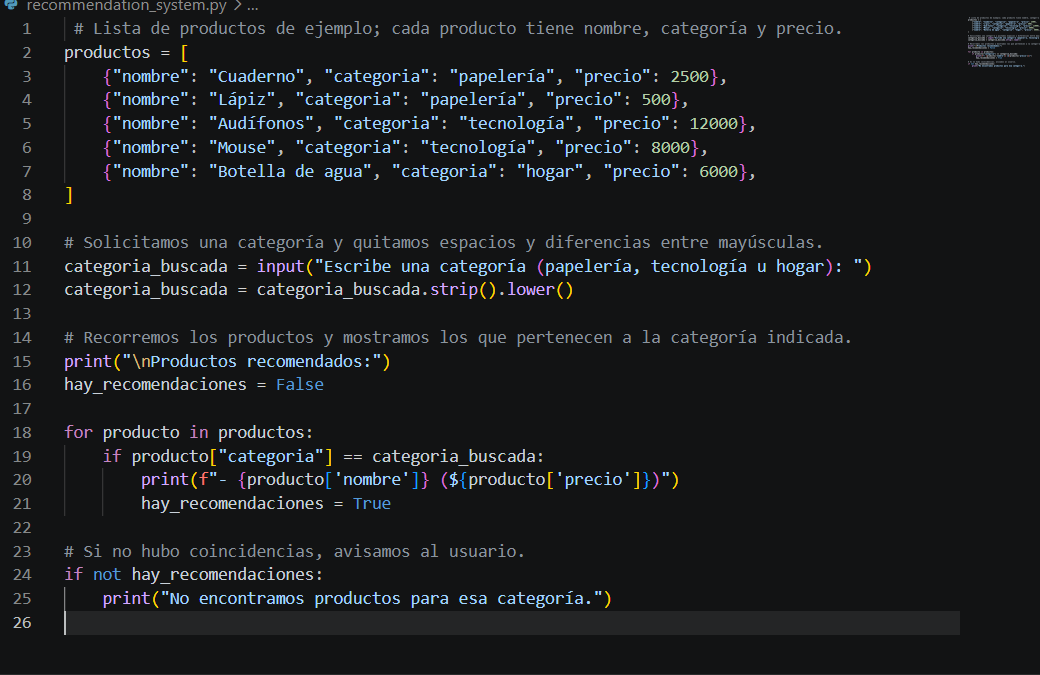 recommendation_system.py > ...
1 # Lista de productos de ejemplo; cada producto tiene nombre, categoría y precio.
2 productos = [
3 {"nombre": "Cuaderno", "categoria": "papelería", "precio": 2500},
4 {"nombre": "Lápiz", "categoria": "papelería", "precio": 500},
5 {"nombre": "Audífonos", "categoria": "tecnología", "precio": 12000},
6 {"nombre": "Mouse", "categoria": "tecnología", "precio": 8000},
7 {"nombre": "Botella de agua", "categoria": "hogar", "precio": 6000},
8 ]
9
10 # Solicitamos una categoría y quitamos espacios y diferencias entre mayúsculas.
11 categoria_buscada = input("Escribe una categoría (papelería, tecnología u hogar): ")
12 categoria_buscada = categoria_buscada.strip().lower()
13
14 # Recorremos los productos y mostramos los que pertenecen a la categoría indicada.
15 print("\nProductos recomendados:")
16 hay_recomendaciones = False
17
18 for producto in productos:
19 if producto["categoria"] == categoria_buscada:
20 print(f"- {producto['nombre']} (${producto['precio']})")
21 hay_recomendaciones = True
22
23 # Si no hubo coincidencias, avisamos al usuario.
24 if not hay_recomendaciones:
25 print("No encontramos productos para esa categoría.")
26